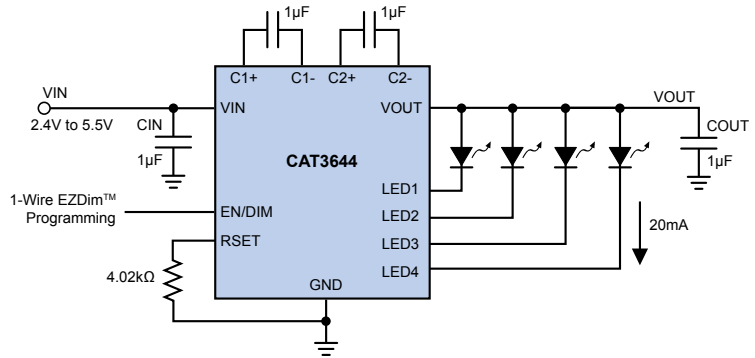 1µF
1µF
C1+ C1- C2+ C2-
VIN
2.4V to 5.5V
CIN
1µF
VIN
VOUT
VOUT
COUT
1µF
CAT3644
1-Wire EZDim™
Programming
EN/DIM
RSET
4.02kΩ
GND
LED1
LED2
LED3
LED4
20mA